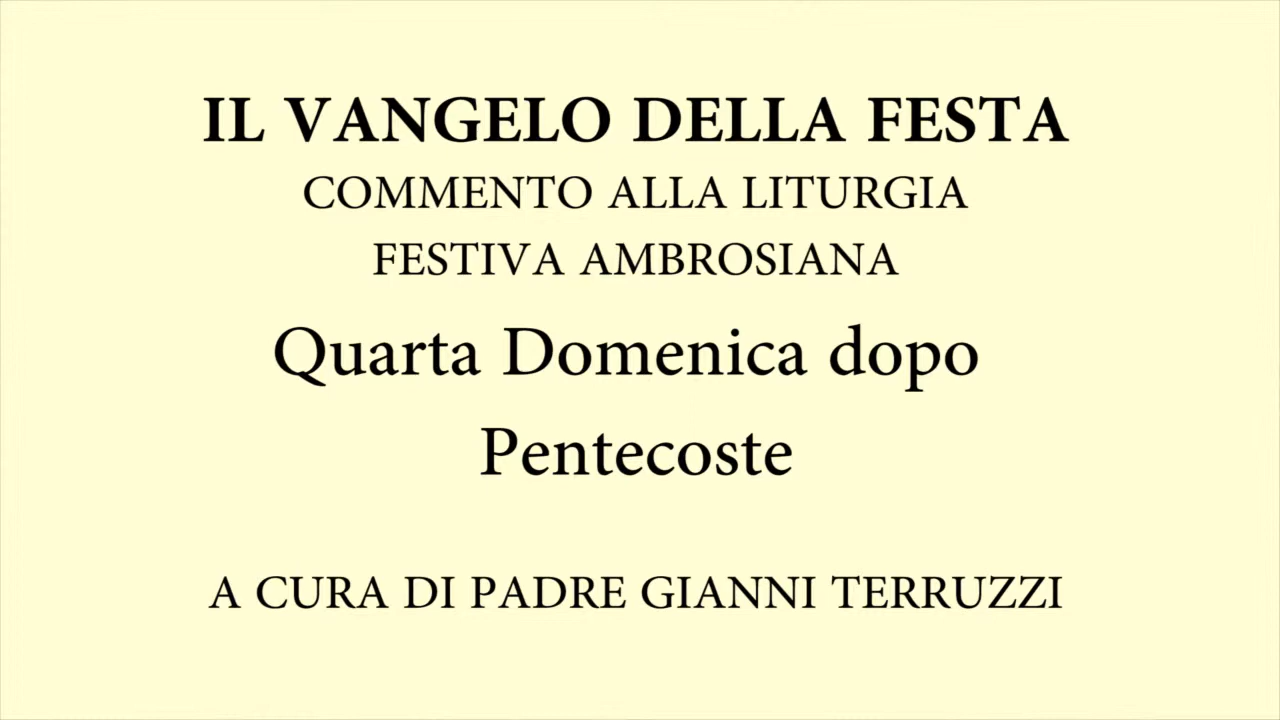 IL VANGELO DELLA FESTA
COMMENTO ALLA LITURGIA
FESTIVA AMBROSIANA
Quarta Domenica dopo
Pentecoste
A CURA DI PADRE GIANNI TERRUZZI